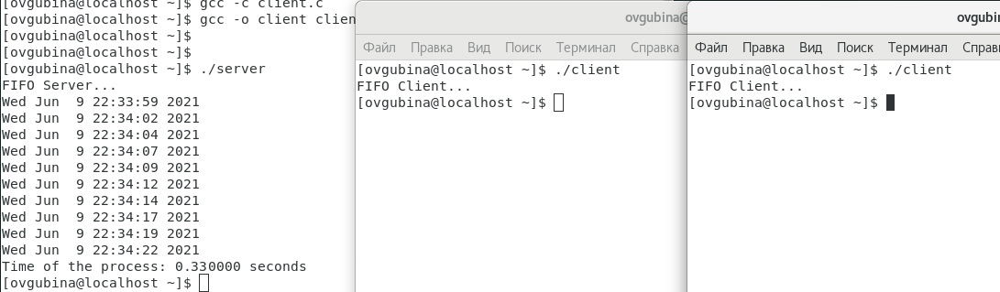 [ovgubina@localhost ~]$ gcc -c client.c
[ovgubina@localhost ~]$ gcc -o client clien
[ovgubina@localhost ~]$
[ovgubina@localhost ~]$
[ovgubina@localhost ~]$ ./server
FIFO Server...
Wed Jun  9 22:33:59 2021
Wed Jun  9 22:34:02 2021
Wed Jun  9 22:34:04 2021
Wed Jun  9 22:34:07 2021
Wed Jun  9 22:34:09 2021
Wed Jun  9 22:34:12 2021
Wed Jun  9 22:34:14 2021
Wed Jun  9 22:34:17 2021
Wed Jun  9 22:34:19 2021
Wed Jun  9 22:34:22 2021
Time of the process: 0.330000 seconds
[ovgubina@localhost ~]$
ovgubina@
Файл Правка Вид Поиск Терминал Справка
[ovgubina@localhost ~]$ ./client
FIFO Client...
[ovgubina@localhost ~]$
ovgubina
Файл Правка Вид Поиск Терминал Справка
[ovgubina@localhost ~]$ ./client
FIFO Client...
[ovgubina@localhost ~]$